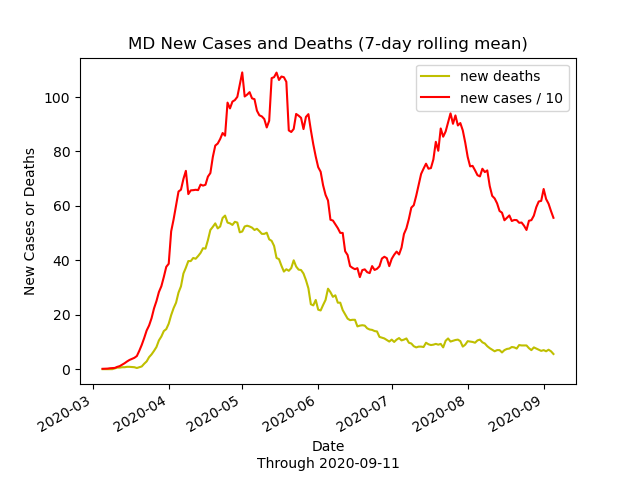 MD New Cases and Deaths (7-day rolling mean)
new deaths
new cases / 10
New Cases or Deaths
100
80
60
40
20
0
2020-03
2020-04
2020-05
2020-06
2020-07
2020-08
2020-09
Date
Through 2020-09-11